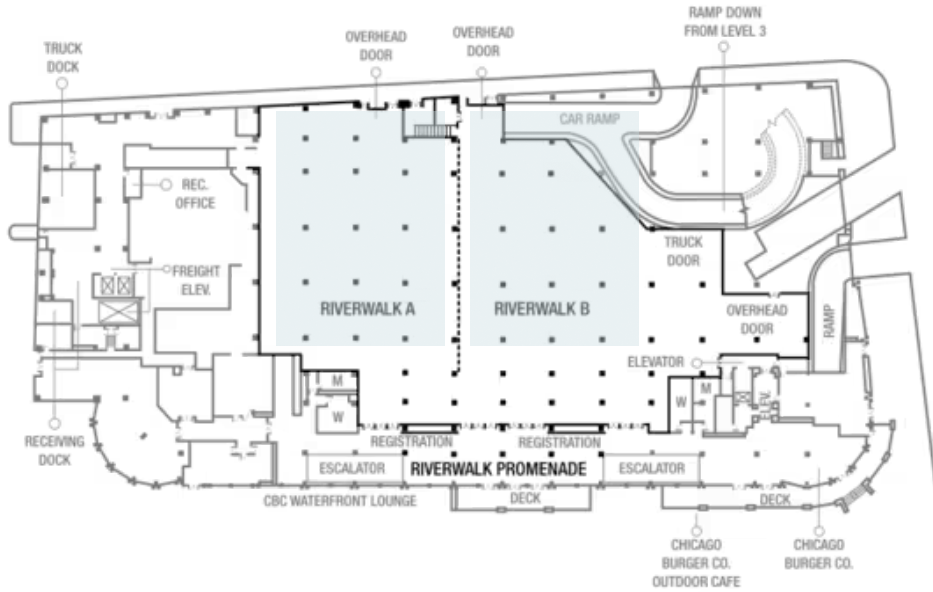 RAMP DOWN
FROM LEVEL 3
TRUCK
DOCK
OVERHEAD
DOOR
OVERHEAD
DOOR
CAR RAMP
REC.
OFFICE
FREIGHT
ELEV.
TRUCK
DOOR
RIVERWALK A
RIVERWALK B
OVERHEAD
DOOR
RAMP
ELEVATOR
M
W
M
W
ELEV.
RECEIVING
DOCK
REGISTRATION
REGISTRATION
ESCALATOR
RIVERWALK PROMENADE
ESCALATOR
CBC WATERFRONT LOUNGE
DECK
DECK
CHICAGO
BURGER CO.
OUTDOOR CAFE
CHICAGO
BURGER CO.